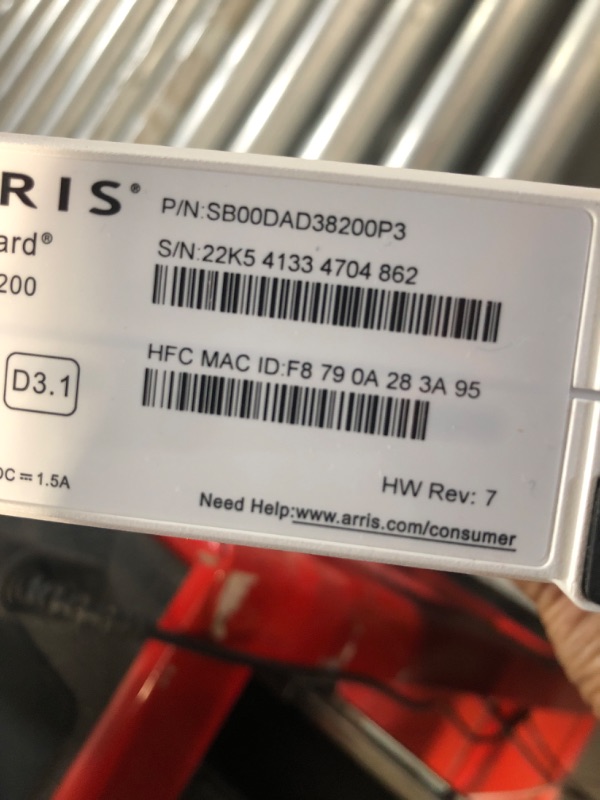 RRIS®
P/N:SB00DAD38200P3
ard®
S/N:22K5 4133 4704 862
200
HFC MAC ID:F8 79 0A 28 3A 95
D3.1
DC ⎓ 1.5A
HW Rev: 7
Need Help:www.arris.com/consumer